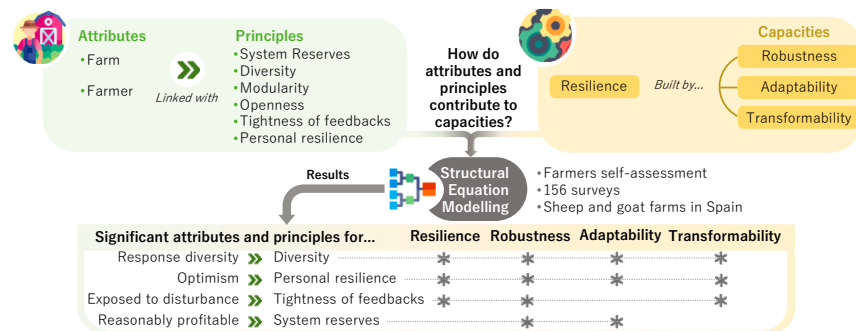 Attributes
•Farm
•Farmer
Linked with
Principles
•System Reserves
•Diversity
•Modularity
•Openness
•Tightness of feedbacks
•Personal resilience
How do
attributes and
principles
contribute to
capacities?
Resilience
Built by...
Capacities
Robustness
Adaptability
Transformability
Results
Structural
Equation
Modelling
•Farmers self-assessment
•156 surveys
•Sheep and goat farms in Spain
Significant attributes and principles for... Resilience Robustness Adaptability Transformability
Response diversity Diversity * * * *
Optimism Personal resilience * * * *
Exposed to disturbance Tightness of feedbacks * * *
Reasonably profitable System reserves * *